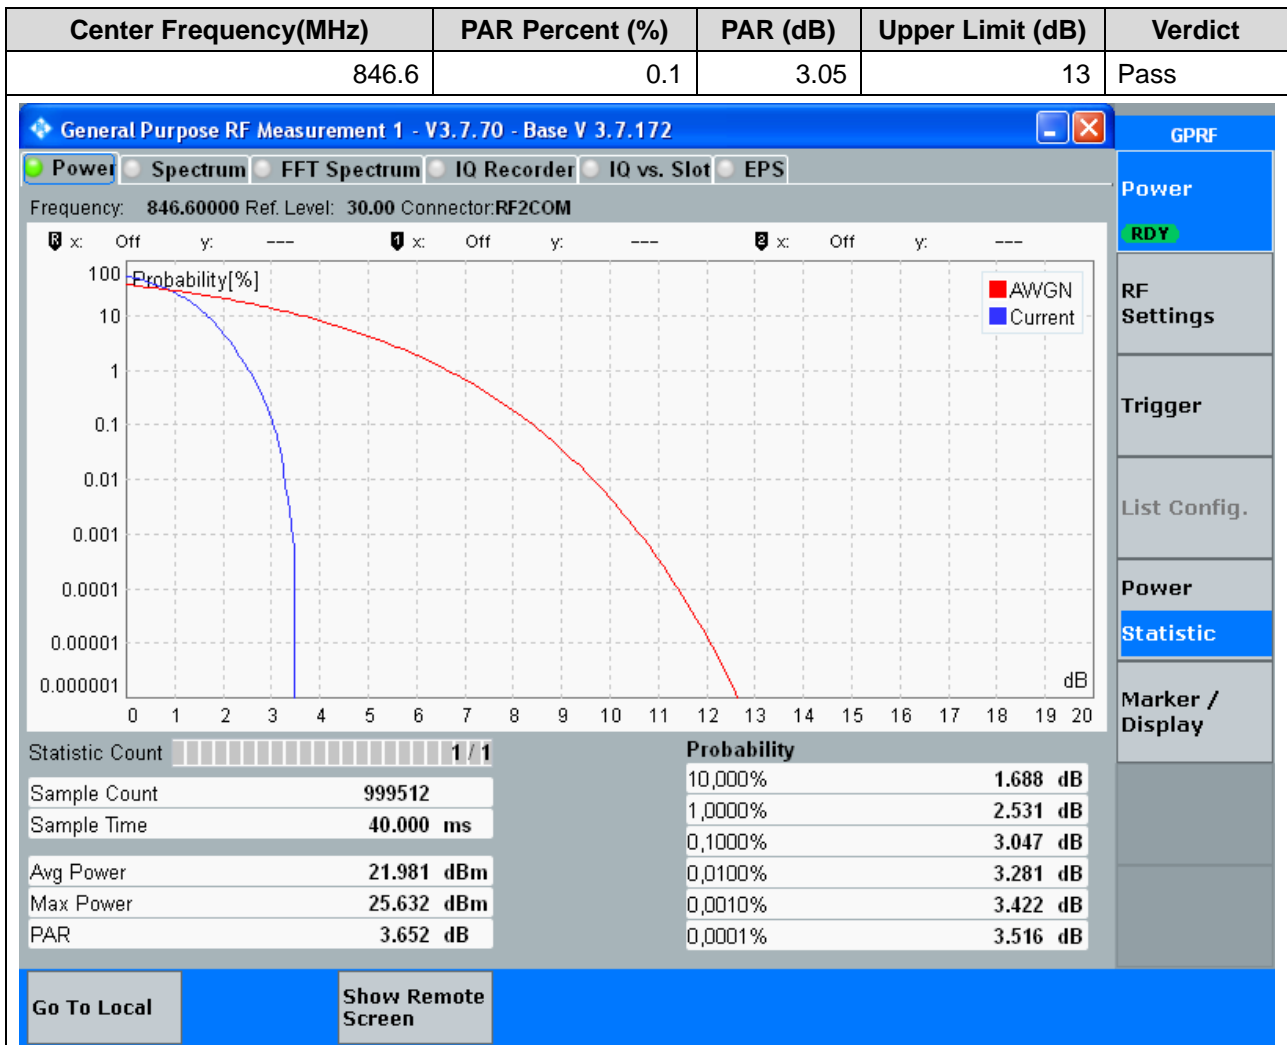 Center Frequency(MHz) PAR Percent (%) PAR (dB) Upper Limit (dB) Verdict
846.6 0.1 3.05 13 Pass
General Purpose RF Measurement 1 - V3.7.70 - Base V 3.7.172
GPRF
Power Spectrum FFT Spectrum IQ Recorder IQ vs. Slot EPS
Frequency: 846.60000 Ref. Level: 30.00 Connector:RF2COM
R x: Off y: --- 1 x: Off y: --- 2 x: Off y: ---
Probability[%]
AWGN
Current
100
10
1
0.1
0.01
0.001
0.0001
0.00001
0.000001
dB
0 1 2 3 4 5 6 7 8 9 10 11 12 13 14 15 16 17 18 19 20
Statistic Count 1 / 1
Sample Count 999512
Sample Time 40.000 ms
Avg Power 21.981 dBm
Max Power 25.632 dBm
PAR 3.652 dB
Probability
10,000% 1.688 dB
1,0000% 2.531 dB
0,1000% 3.047 dB
0,0100% 3.281 dB
0,0010% 3.422 dB
0,0001% 3.516 dB
Power
RDY
RF
Settings
Trigger
List Config.
Power
Statistic
Marker /
Display
Go To Local
Show Remote
Screen